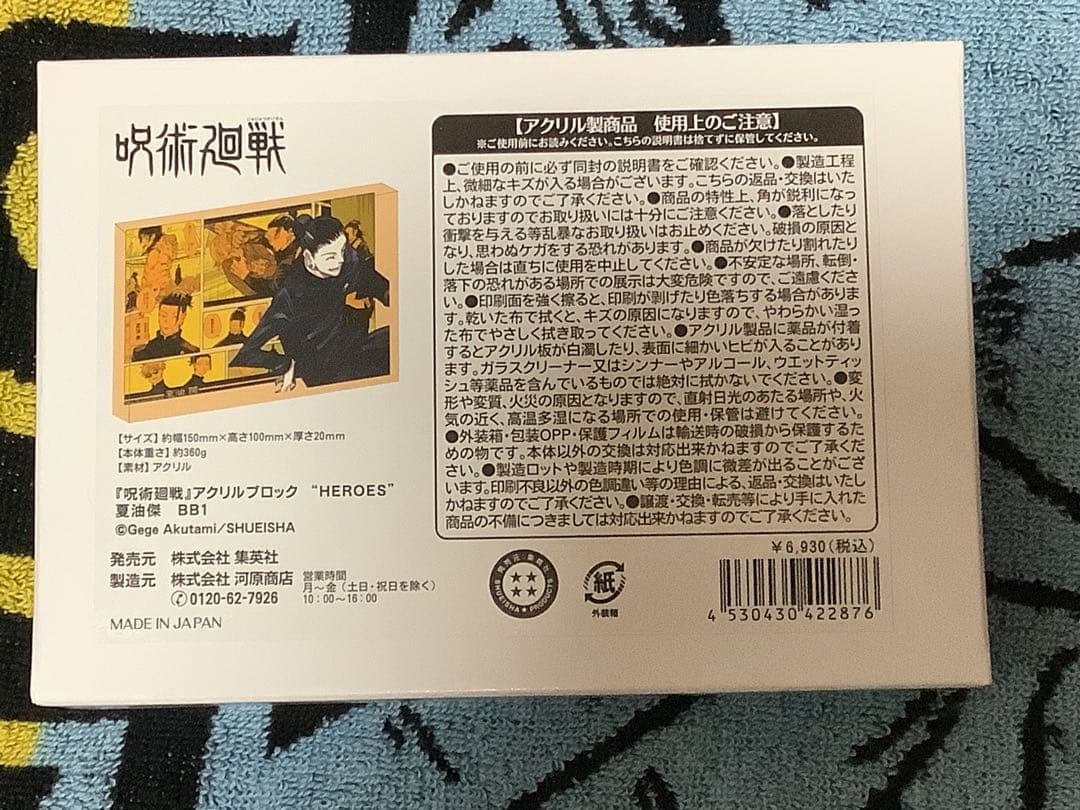 じゅじゅつかいせん
呪術廻戦
【サイズ】約幅150mm×高さ100mm×厚さ20mm
【本体重さ】約360g
【素材】アクリル
『呪術廻戦』アクリルブロック “HEROES”
夏油傑 BB1
©Gege Akutami/SHUEISHA
発売元 株式会社 集英社
製造元 株式会社 河原商店
✆0120-62-7926
営業時間
月～金（土日・祝日を除く）
10：00～16：00
MADE IN JAPAN
【アクリル製商品 使用上のご注意】
※ご使用前にお読みください。こちらの説明書は捨てずに保管してください。
●ご使用の前に必ず同封の説明書をご確認ください。●製造工程
上、微細なキズが入る場合がございます。こちらの返品・交換はいた
しかねますのでご了承ください。●商品の特性上、角が鋭利になっ
ておりますのでお取り扱いには十分にご注意ください。●落としたり
衝撃を与える等乱暴なお取り扱いはお止めください。破損の原因と
なり、思わぬケガをする恐れがあります。●商品が欠けたり割れたり
した場合は直ちに使用を中止してください。●不安定な場所、転倒・
落下の恐れがある場所での展示は大変危険ですので、ご遠慮くださ
い。●印刷面を強く擦ると、印刷が剥げたり色落ちする場合がありま
す。乾いた布で拭くと、キズの原因になりますので、やわらかい湿っ
た布でやさしく拭き取ってください。●アクリル製品に薬品が付着
するとアクリル板が白濁したり、表面に細かいヒビが入ることがあり
ます。ガラスクリーナー又はシンナーやアルコール、ウエットティッ
シュ等薬品を含んでいるものでは絶対に拭かないでください。●変
形や変質、火災の原因となりますので、直射日光のあたる場所や、火
気の近く、高温多湿になる場所での使用・保管は避けてください。
●外装箱・包装OPP・保護フィルムは輸送時の破損から保護するた
めの物です。本体以外の交換は対応出来かねますのでご了承くださ
い。●製造ロットや製造時期により色調に微差が出ることがござ
います。印刷不良以外の色調違い等の理由による、返品・交換はいたし
かねますのでご了承ください。●譲渡・交換・転売等により手に入れた
商品の不備につきましては対応出来かねますのでご了承ください。
￥6,930(税込)
発売元・集英社
SHUEISHA PRODUCT
紙
外装箱
4 530430 422876